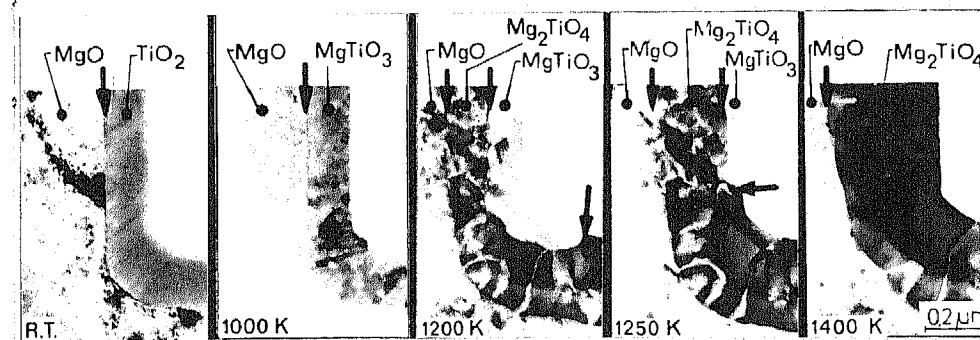 MgO TiO₂
R.T.
MgO MgTiO₃
1000 K
Mg₂TiO₄
MgO
MgTiO₃
1200 K
MgO Mg₂TiO₄
MgTiO₃
1250 K
MgO Mg₂TiO₄
1400 K
0.2 µm